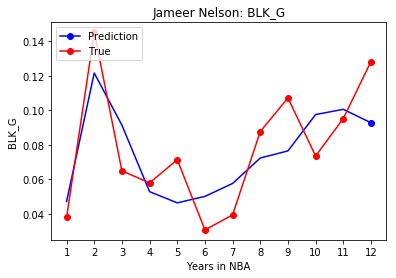 Jameer Nelson: BLK_G
Prediction
True
BLK_G
0.14
0.12
0.10
0.08
0.06
0.04
1 2 3 4 5 6 7 8 9 10 11 12
Years in NBA